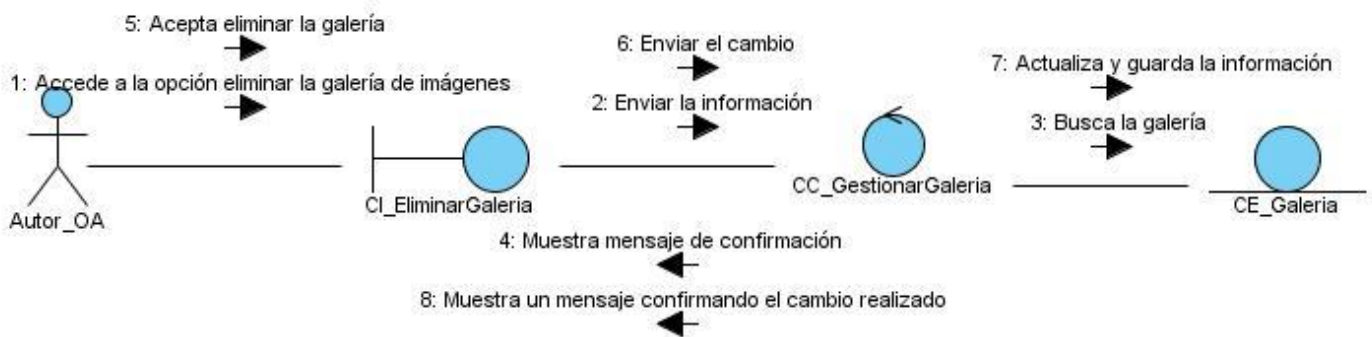 5: Acepta eliminar la galería
6: Enviar el cambio
7: Actualiza y guarda la información
1: Accede a la opción eliminar la galería de imágenes
2: Enviar la información
3: Busca la galería
Autor_OA
CI_EliminarGaleria
CC_GestionarGaleria
CE_Galeria
4: Muestra mensaje de confirmación
8: Muestra un mensaje confirmando el cambio realizado